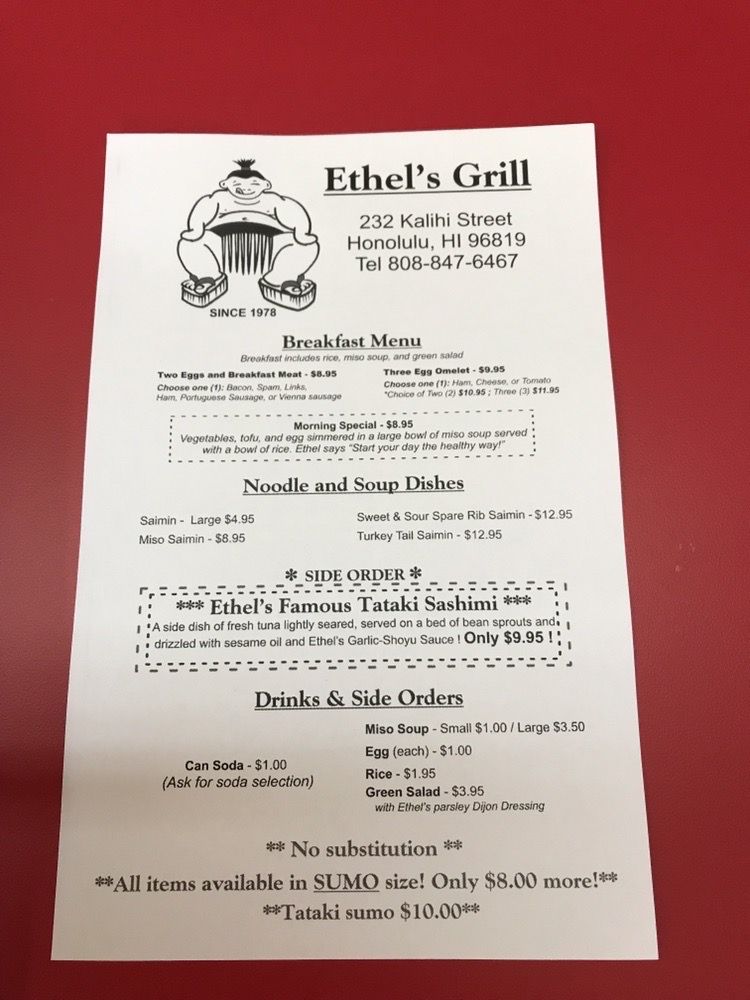 Ethel's Grill
232 Kalihi Street
Honolulu, HI 96819
Tel 808-847-6467
SINCE 1978
Breakfast Menu
Breakfast includes rice, miso soup, and green salad
Two Eggs and Breakfast Meat - $8.95
Choose one (1): Bacon, Spam, Links,
Ham, Portuguese Sausage, or Vienna sausage
Three Egg Omelet - $9.95
Choose one (1): Ham, Cheese, or Tomato
*Choice of Two (2) $10.95 ; Three (3) $11.95
Morning Special - $8.95
Vegetables, tofu, and egg simmered in a large bowl of miso soup served
with a bowl of rice. Ethel says "Start your day the healthy way!"
Noodle and Soup Dishes
Saimin - Large $4.95
Miso Saimin - $8.95
Sweet & Sour Spare Rib Saimin - $12.95
Turkey Tail Saimin - $12.95
* SIDE ORDER *
*** Ethel's Famous Tataki Sashimi ***
A side dish of fresh tuna lightly seared, served on a bed of bean sprouts and
drizzled with sesame oil and Ethel's Garlic-Shoyu Sauce ! Only $9.95 !
Drinks & Side Orders
Can Soda - $1.00
(Ask for soda selection)
Miso Soup - Small $1.00 / Large $3.50
Egg (each) - $1.00
Rice - $1.95
Green Salad - $3.95
with Ethel's parsley Dijon Dressing
** No substitution **
**All items available in SUMO size! Only $8.00 more!**
**Tataki sumo $10.00**